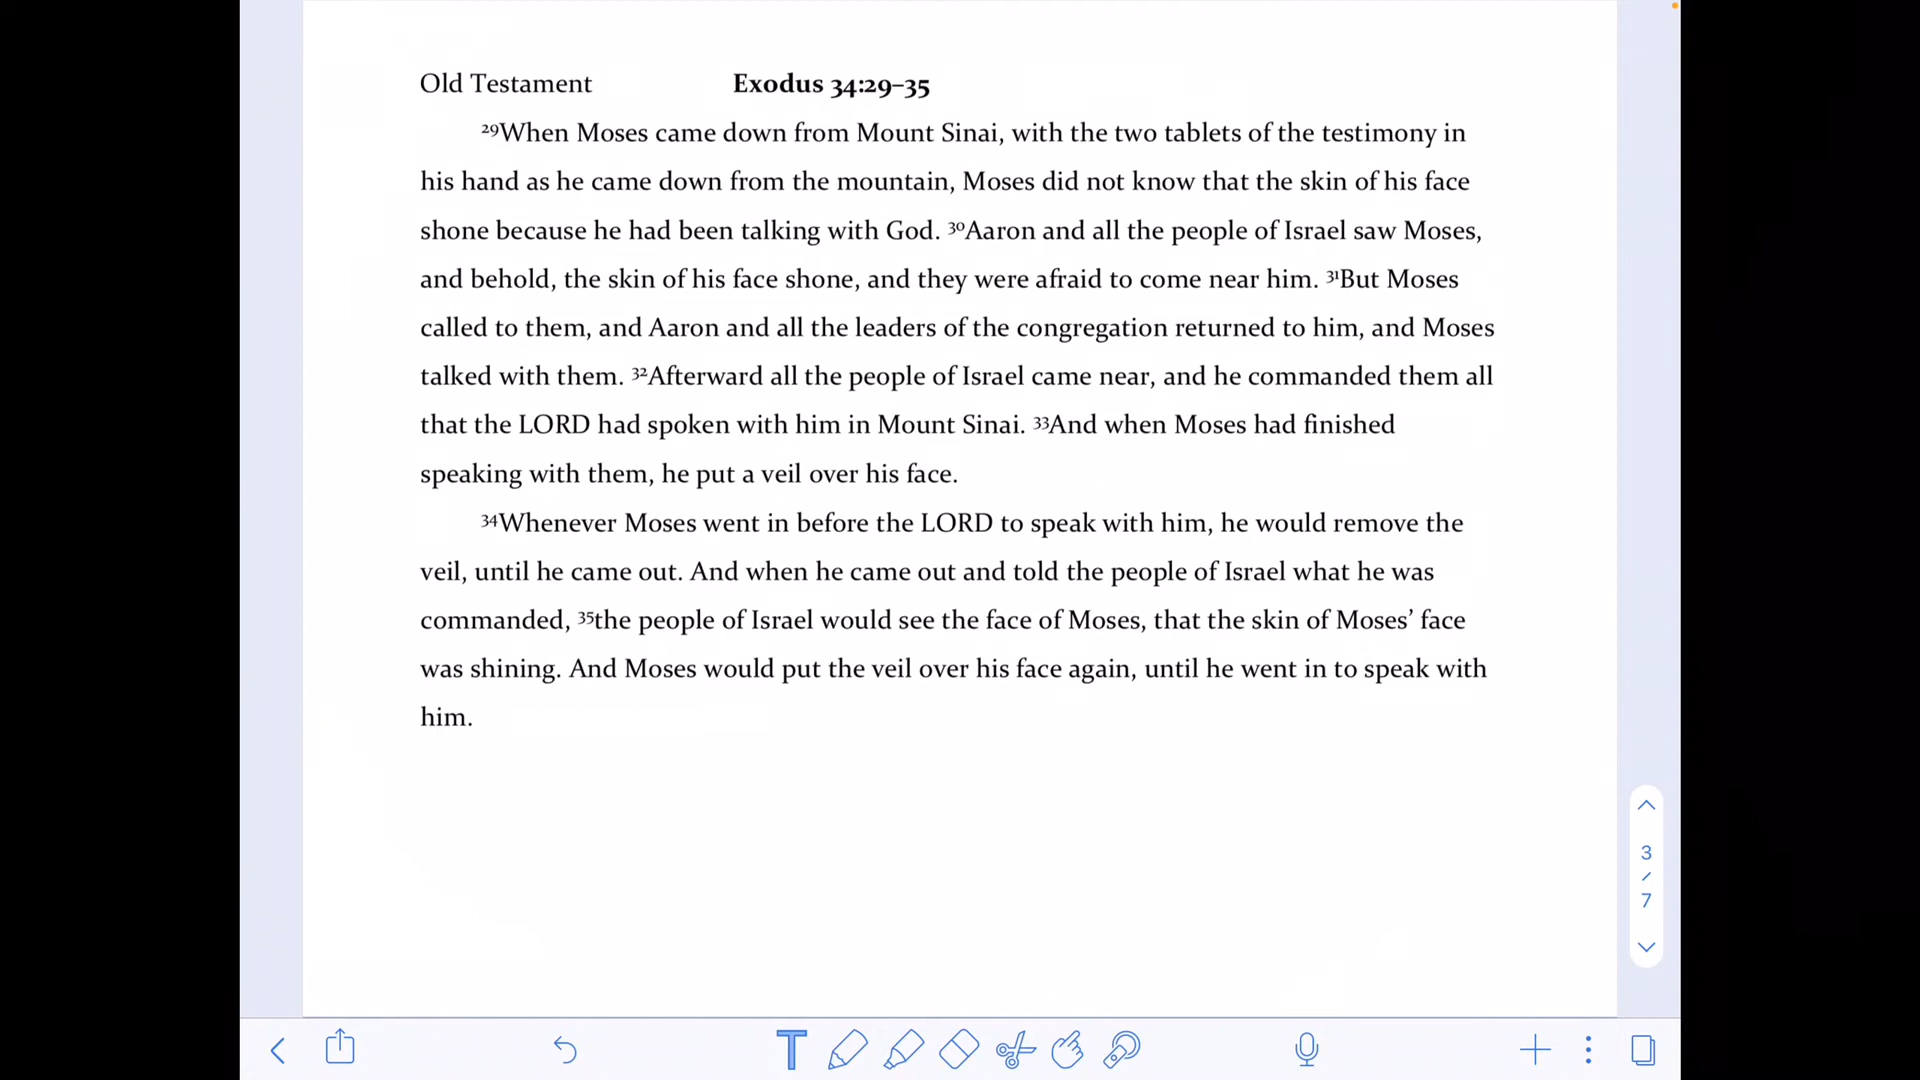 Old Testament Exodus 34:29–35
²⁹When Moses came down from Mount Sinai, with the two tablets of the testimony in
his hand as he came down from the mountain, Moses did not know that the skin of his face
shone because he had been talking with God. ³⁰Aaron and all the people of Israel saw Moses,
and behold, the skin of his face shone, and they were afraid to come near him. ³¹But Moses
called to them, and Aaron and all the leaders of the congregation returned to him, and Moses
talked with them. ³²Afterward all the people of Israel came near, and he commanded them all
that the LORD had spoken with him in Mount Sinai. ³³And when Moses had finished
speaking with them, he put a veil over his face.
³⁴Whenever Moses went in before the LORD to speak with him, he would remove the
veil, until he came out. And when he came out and told the people of Israel what he was
commanded, ³⁵the people of Israel would see the face of Moses, that the skin of Moses’ face
was shining. And Moses would put the veil over his face again, until he went in to speak with
him.
3
/
7
T